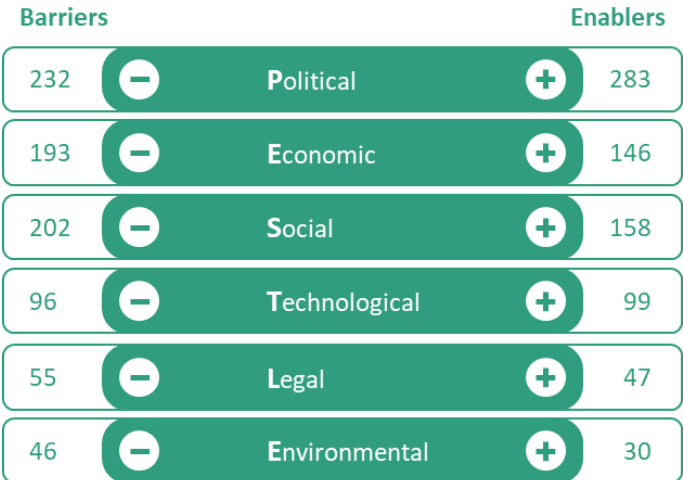 Barriers Enablers
232 − Political + 283
193 − Economic + 146
202 − Social + 158
96 − Technological + 99
55 − Legal + 47
46 − Environmental + 30